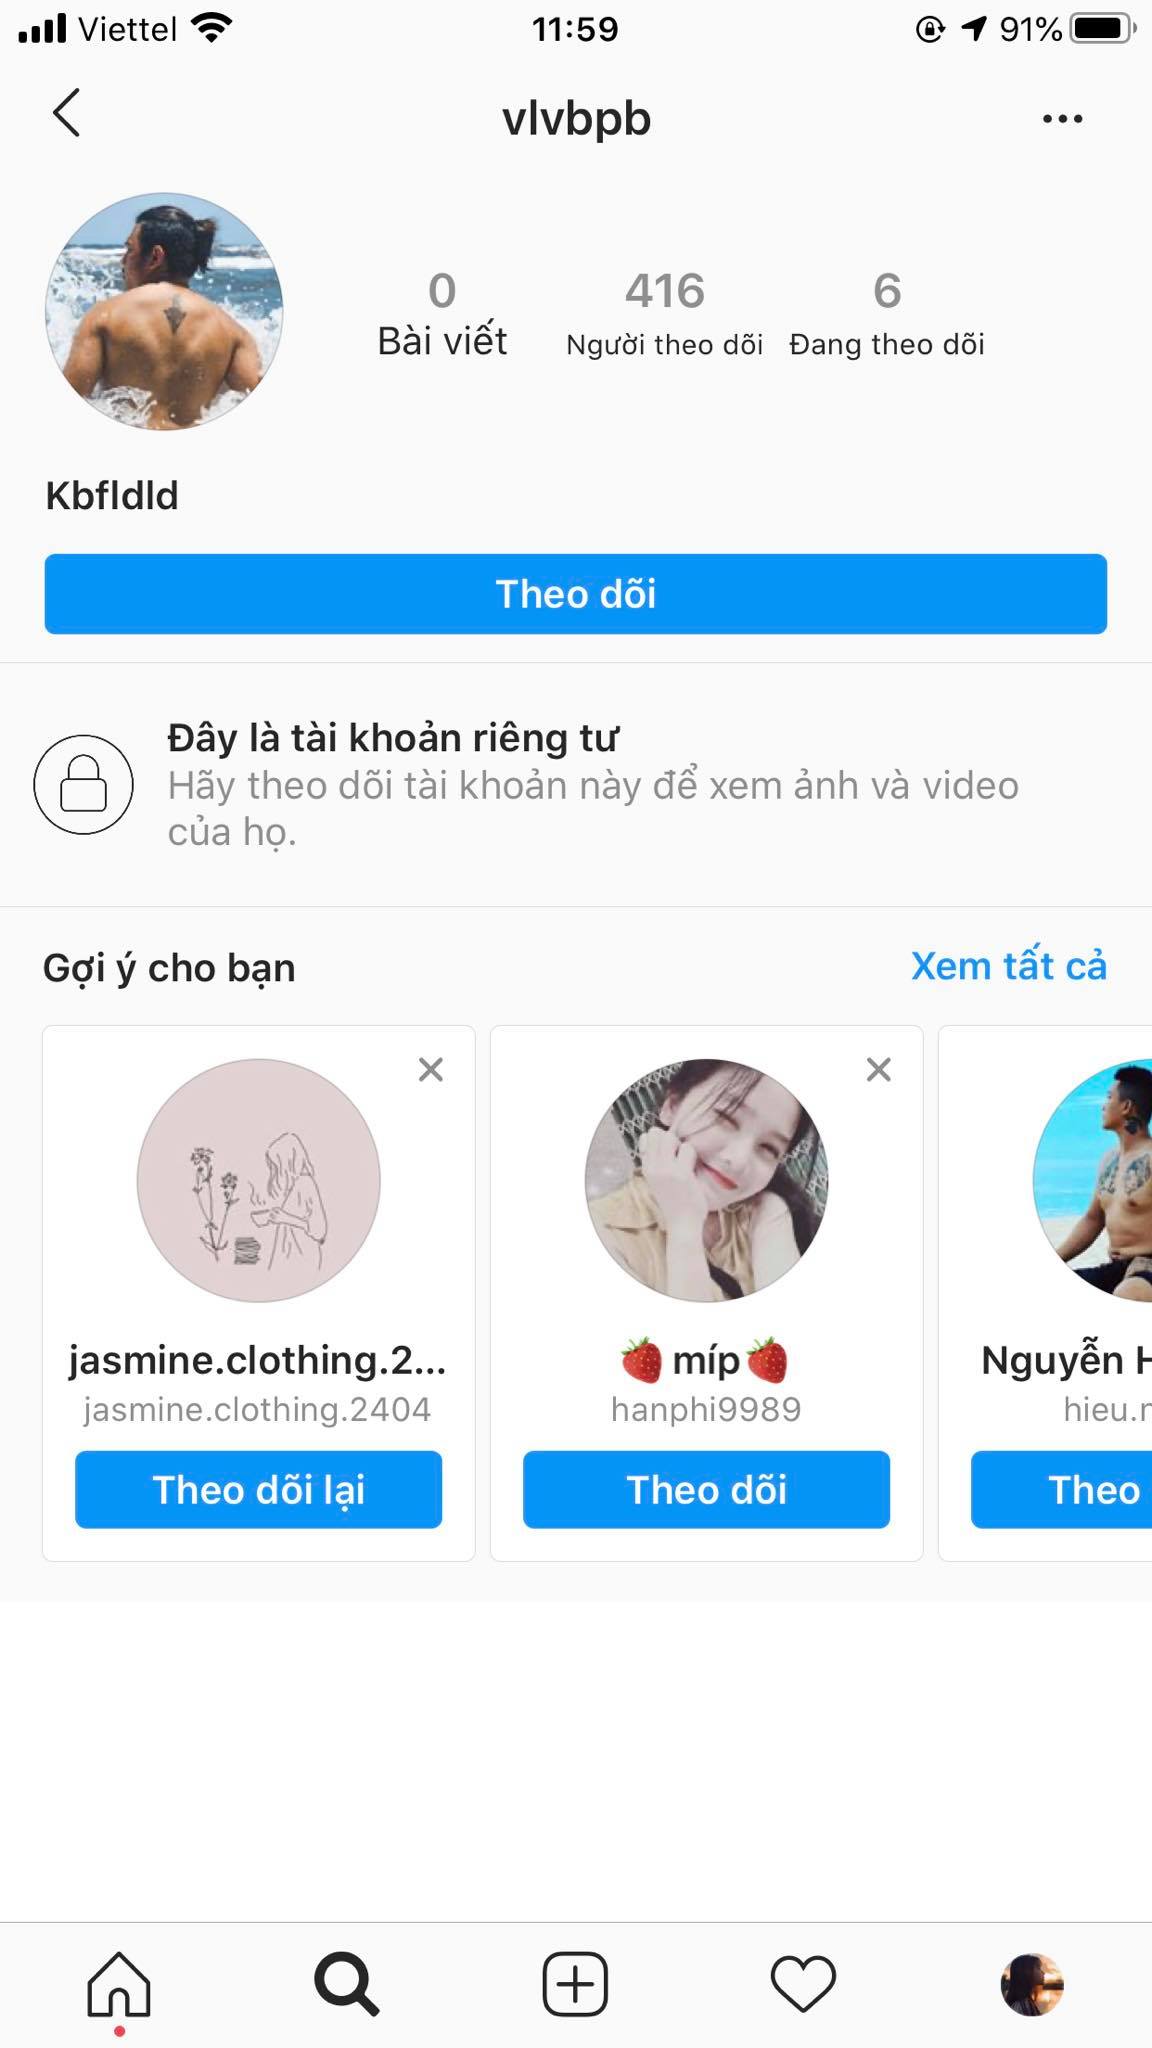 Viettel
11:59
91%
vlvbpb
0
416
6
Bài viết
Người theo dõi
Đang theo dõi
Kbfldld
Theo dõi
Đây là tài khoản riêng tư
Hãy theo dõi tài khoản này để xem ảnh và video
của họ.
Gợi ý cho bạn
Xem tất cả
jasmine.clothing.2...
jasmine.clothing.2404
Theo dõi lại
🍓míp🍓
hanphi9989
Theo dõi
Nguyễn H
hieu.n
Theo